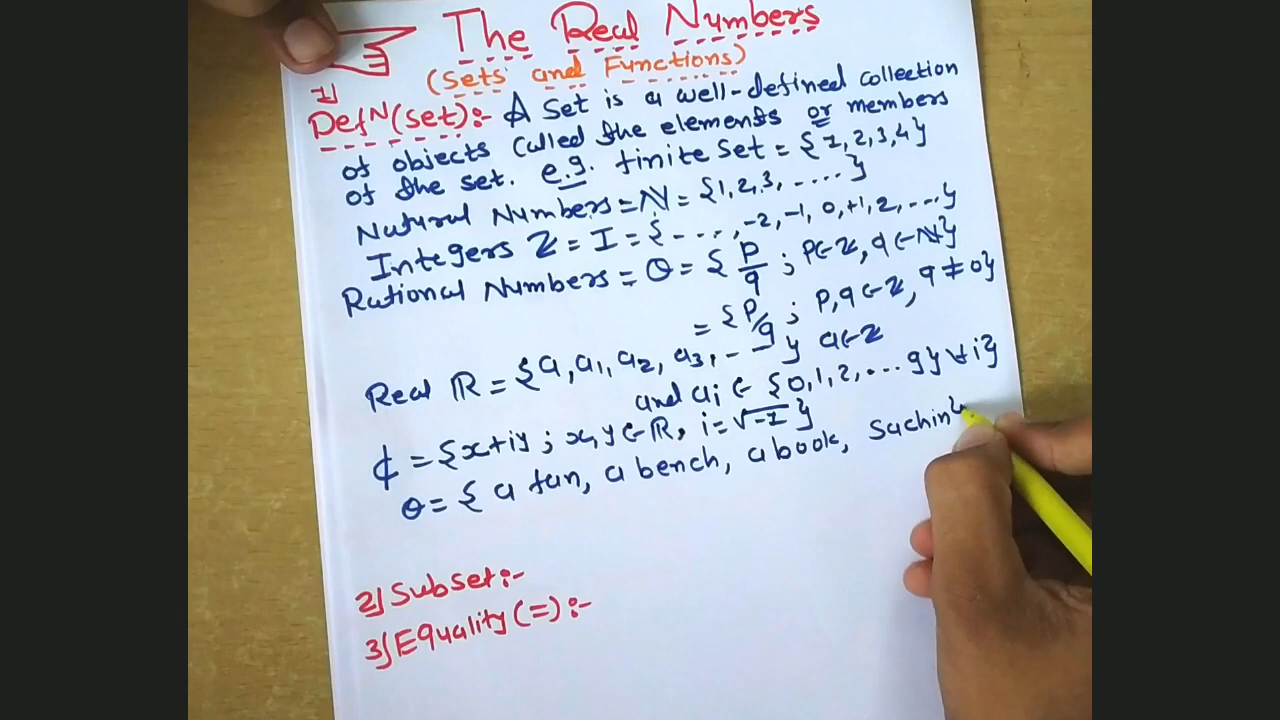 The Real Numbers
(Sets and Functions)
1) Defᴺ(Set):- A Set is a well-defined collection
of objects called the elements or members
of the set. e.g. finite Set = {1, 2, 3, 4}
Natural Numbers = N = {1, 2, 3, .....}
Integers Z = I = {- ..., -2, -1, 0, +1, 2, ....}
Rational Numbers = Q = { p/q ; p∈Z, q∈N}
= {p/q ; p, q ∈ Z, q ≠ 0}
Real ℝ = {a, a₁, a₂, a₃, - - } a∈Z
and aᵢ ∈ {0, 1, 2, ... 9} ∀ i}
₵ = {x+iy ; x, y ∈ ℝ, i = √-1 }
θ = { a fan, a bench, a book, Sachin}
2) Subset:-
3) Equality (=) :-